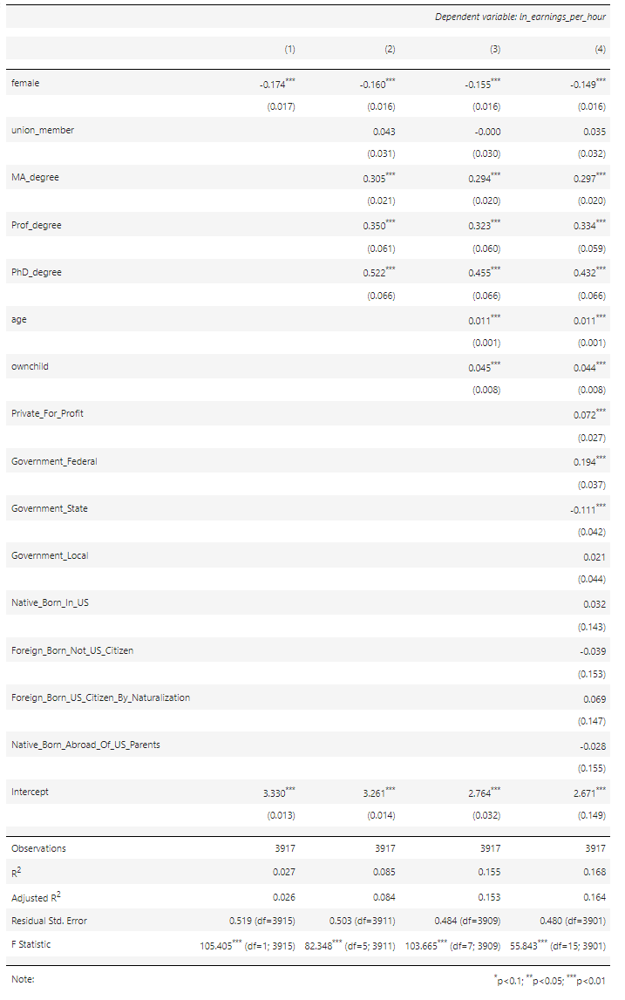 Dependent variable: ln_earnings_per_hour
(1) (2) (3) (4)
female -0.174*** -0.160*** -0.155*** -0.149***
(0.017) (0.016) (0.016) (0.016)
union_member 0.043 -0.000 0.035
(0.031) (0.030) (0.032)
MA_degree 0.305*** 0.294*** 0.297***
(0.021) (0.020) (0.020)
Prof_degree 0.350*** 0.323*** 0.334***
(0.061) (0.060) (0.059)
PhD_degree 0.522*** 0.455*** 0.432***
(0.066) (0.066) (0.066)
age 0.011*** 0.011***
(0.001) (0.001)
ownchild 0.045*** 0.044***
(0.008) (0.008)
Private_For_Profit 0.072***
(0.027)
Government_Federal 0.194***
(0.037)
Government_State -0.111***
(0.042)
Government_Local 0.021
(0.044)
Native_Born_In_US 0.032
(0.143)
Foreign_Born_Not_US_Citizen -0.039
(0.153)
Foreign_Born_US_Citizen_By_Naturalization 0.069
(0.147)
Native_Born_Abroad_Of_US_Parents -0.028
(0.155)
Intercept 3.330*** 3.261*** 2.764*** 2.671***
(0.013) (0.014) (0.032) (0.149)
Observations 3917 3917 3917 3917
R2 0.027 0.085 0.155 0.168
Adjusted R2 0.026 0.084 0.153 0.164
Residual Std. Error 0.519 (df=3915) 0.503 (df=3911) 0.484 (df=3909) 0.480 (df=3901)
F Statistic 105.405*** (df=1; 3915) 82.348*** (df=5; 3911) 103.665*** (df=7; 3909) 55.843*** (df=15; 3901)
Note: *p<0.1; **p<0.05; ***p<0.01